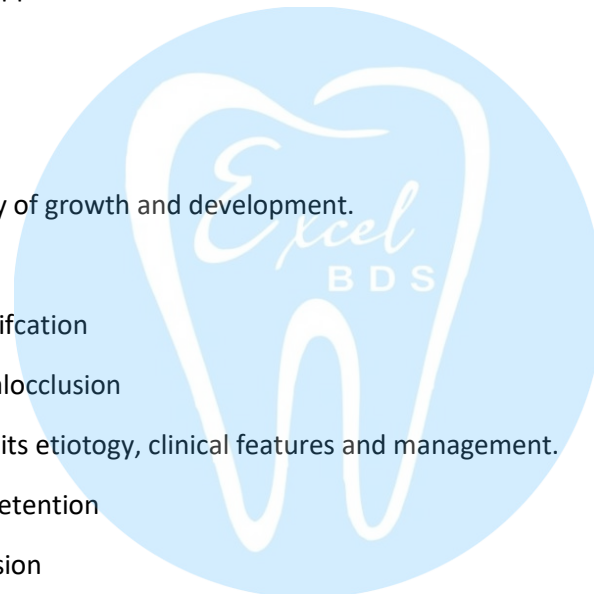 y of growth and development.
Excel
BDS
ifcation
alocclusion
its etiotogy, clinical features and management.
etention
sion